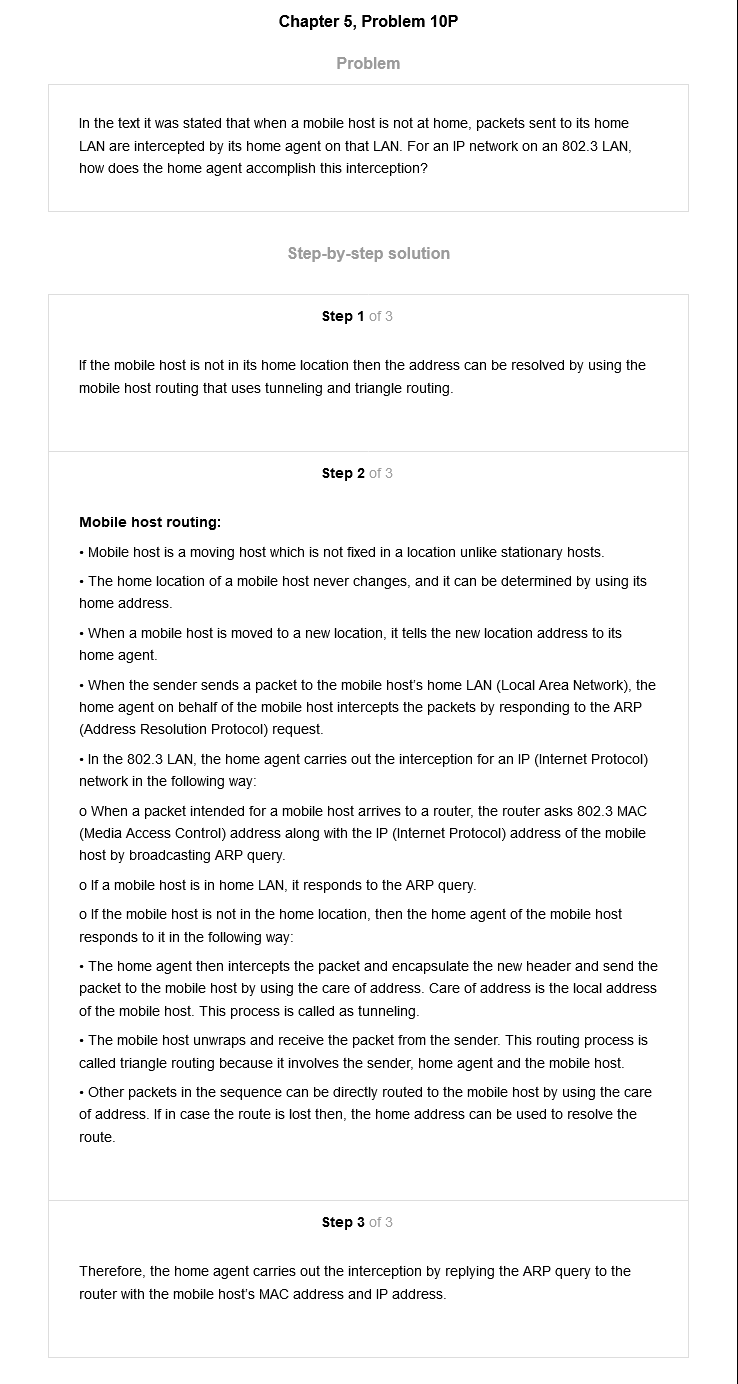 Chapter 5, Problem 10P
Problem
In the text it was stated that when a mobile host is not at home, packets sent to its home
LAN are intercepted by its home agent on that LAN. For an IP network on an 802.3 LAN,
how does the home agent accomplish this interception?
Step-by-step solution
Step 1 of 3
If the mobile host is not in its home location then the address can be resolved by using the
mobile host routing that uses tunneling and triangle routing.
Step 2 of 3
Mobile host routing:
• Mobile host is a moving host which is not fixed in a location unlike stationary hosts.
• The home location of a mobile host never changes, and it can be determined by using its
home address.
• When a mobile host is moved to a new location, it tells the new location address to its
home agent.
• When the sender sends a packet to the mobile host’s home LAN (Local Area Network), the
home agent on behalf of the mobile host intercepts the packets by responding to the ARP
(Address Resolution Protocol) request.
• In the 802.3 LAN, the home agent carries out the interception for an IP (Internet Protocol)
network in the following way:
o When a packet intended for a mobile host arrives to a router, the router asks 802.3 MAC
(Media Access Control) address along with the IP (Internet Protocol) address of the mobile
host by broadcasting ARP query.
o If a mobile host is in home LAN, it responds to the ARP query.
o If the mobile host is not in the home location, then the home agent of the mobile host
responds to it in the following way:
• The home agent then intercepts the packet and encapsulate the new header and send the
packet to the mobile host by using the care of address. Care of address is the local address
of the mobile host. This process is called as tunneling.
• The mobile host unwraps and receive the packet from the sender. This routing process is
called triangle routing because it involves the sender, home agent and the mobile host.
• Other packets in the sequence can be directly routed to the mobile host by using the care
of address. If in case the route is lost then, the home address can be used to resolve the
route.
Step 3 of 3
Therefore, the home agent carries out the interception by replying the ARP query to the
router with the mobile host’s MAC address and IP address.